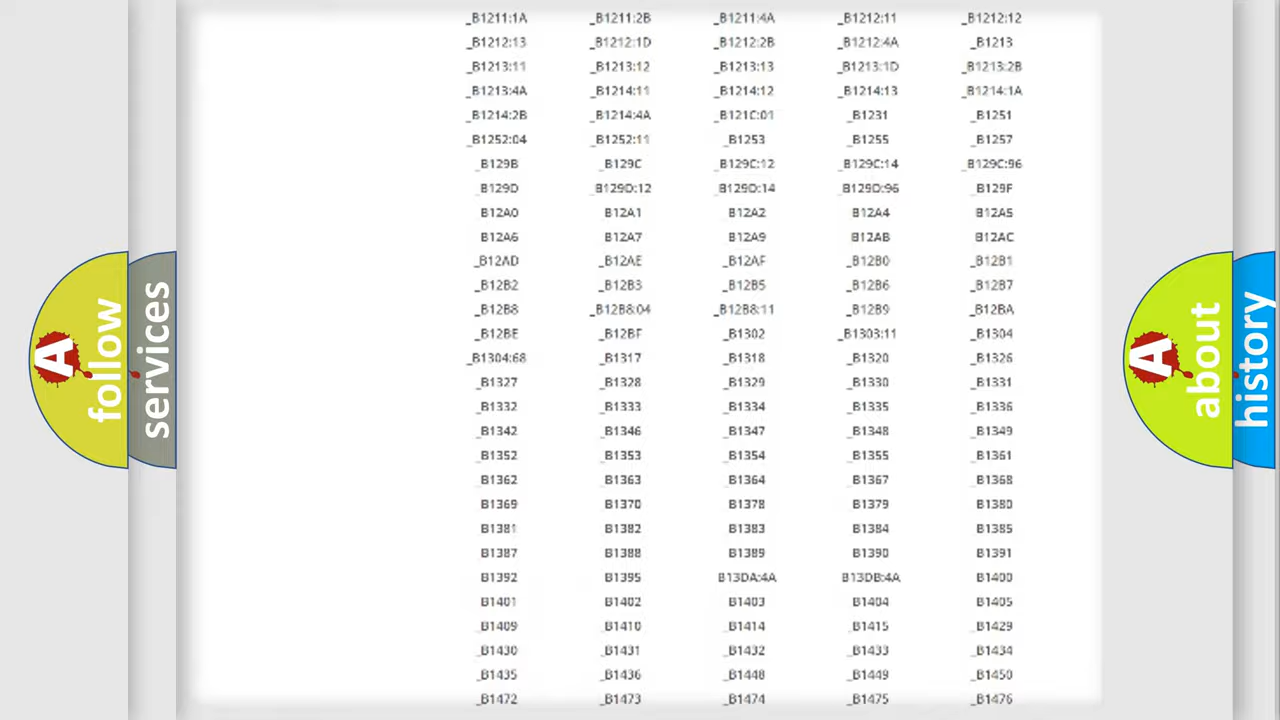 _B1211:1A _B1211:2B _B1211:4A _B1212:11 _B1212:12
_B1212:13 _B1212:1D _B1212:2B _B1212:4A _B1213
_B1213:11 _B1213:12 _B1213:13 _B1213:1D _B1213:2B
_B1213:4A _B1214:11 _B1214:12 _B1214:13 _B1214:1A
_B1214:2B _B1214:4A _B121C:01 _B1231 _B1251
_B1252:04 _B1252:11 _B1253 _B1255 _B1257
_B129B _B129C _B129C:12 _B129C:14 _B129C:96
_B129D _B129D:12 _B129D:14 _B129D:96 _B129F
_B12A0 _B12A1 _B12A2 _B12A4 _B12A5
_B12A6 _B12A7 _B12A9 _B12AB _B12AC
_B12AD _B12AE _B12AF _B12B0 _B12B1
_B12B2 _B12B3 _B12B5 _B12B6 _B12B7
_B12B8 _B12B8:04 _B12B8:11 _B12B9 _B12BA
_B12BE _B12BF _B1302 _B1303:11 _B1304
_B1304:68 _B1317 _B1318 _B1320 _B1326
_B1327 _B1328 _B1329 _B1330 _B1331
_B1332 _B1333 _B1334 _B1335 _B1336
_B1342 _B1346 _B1347 _B1348 _B1349
_B1352 _B1353 _B1354 _B1355 _B1361
_B1362 _B1363 _B1364 _B1367 _B1368
_B1369 _B1370 _B1378 _B1379 _B1380
_B1381 _B1382 _B1383 _B1384 _B1385
_B1387 _B1388 _B1389 _B1390 _B1391
_B1392 _B1395 _B13DA:4A _B13DB:4A _B1400
_B1401 _B1402 _B1403 _B1404 _B1405
_B1409 _B1410 _B1414 _B1415 _B1429
_B1430 _B1431 _B1432 _B1433 _B1434
_B1435 _B1436 _B1448 _B1449 _B1450
_B1472 _B1473 _B1474 _B1475 _B1476
A follow
services
A about
history